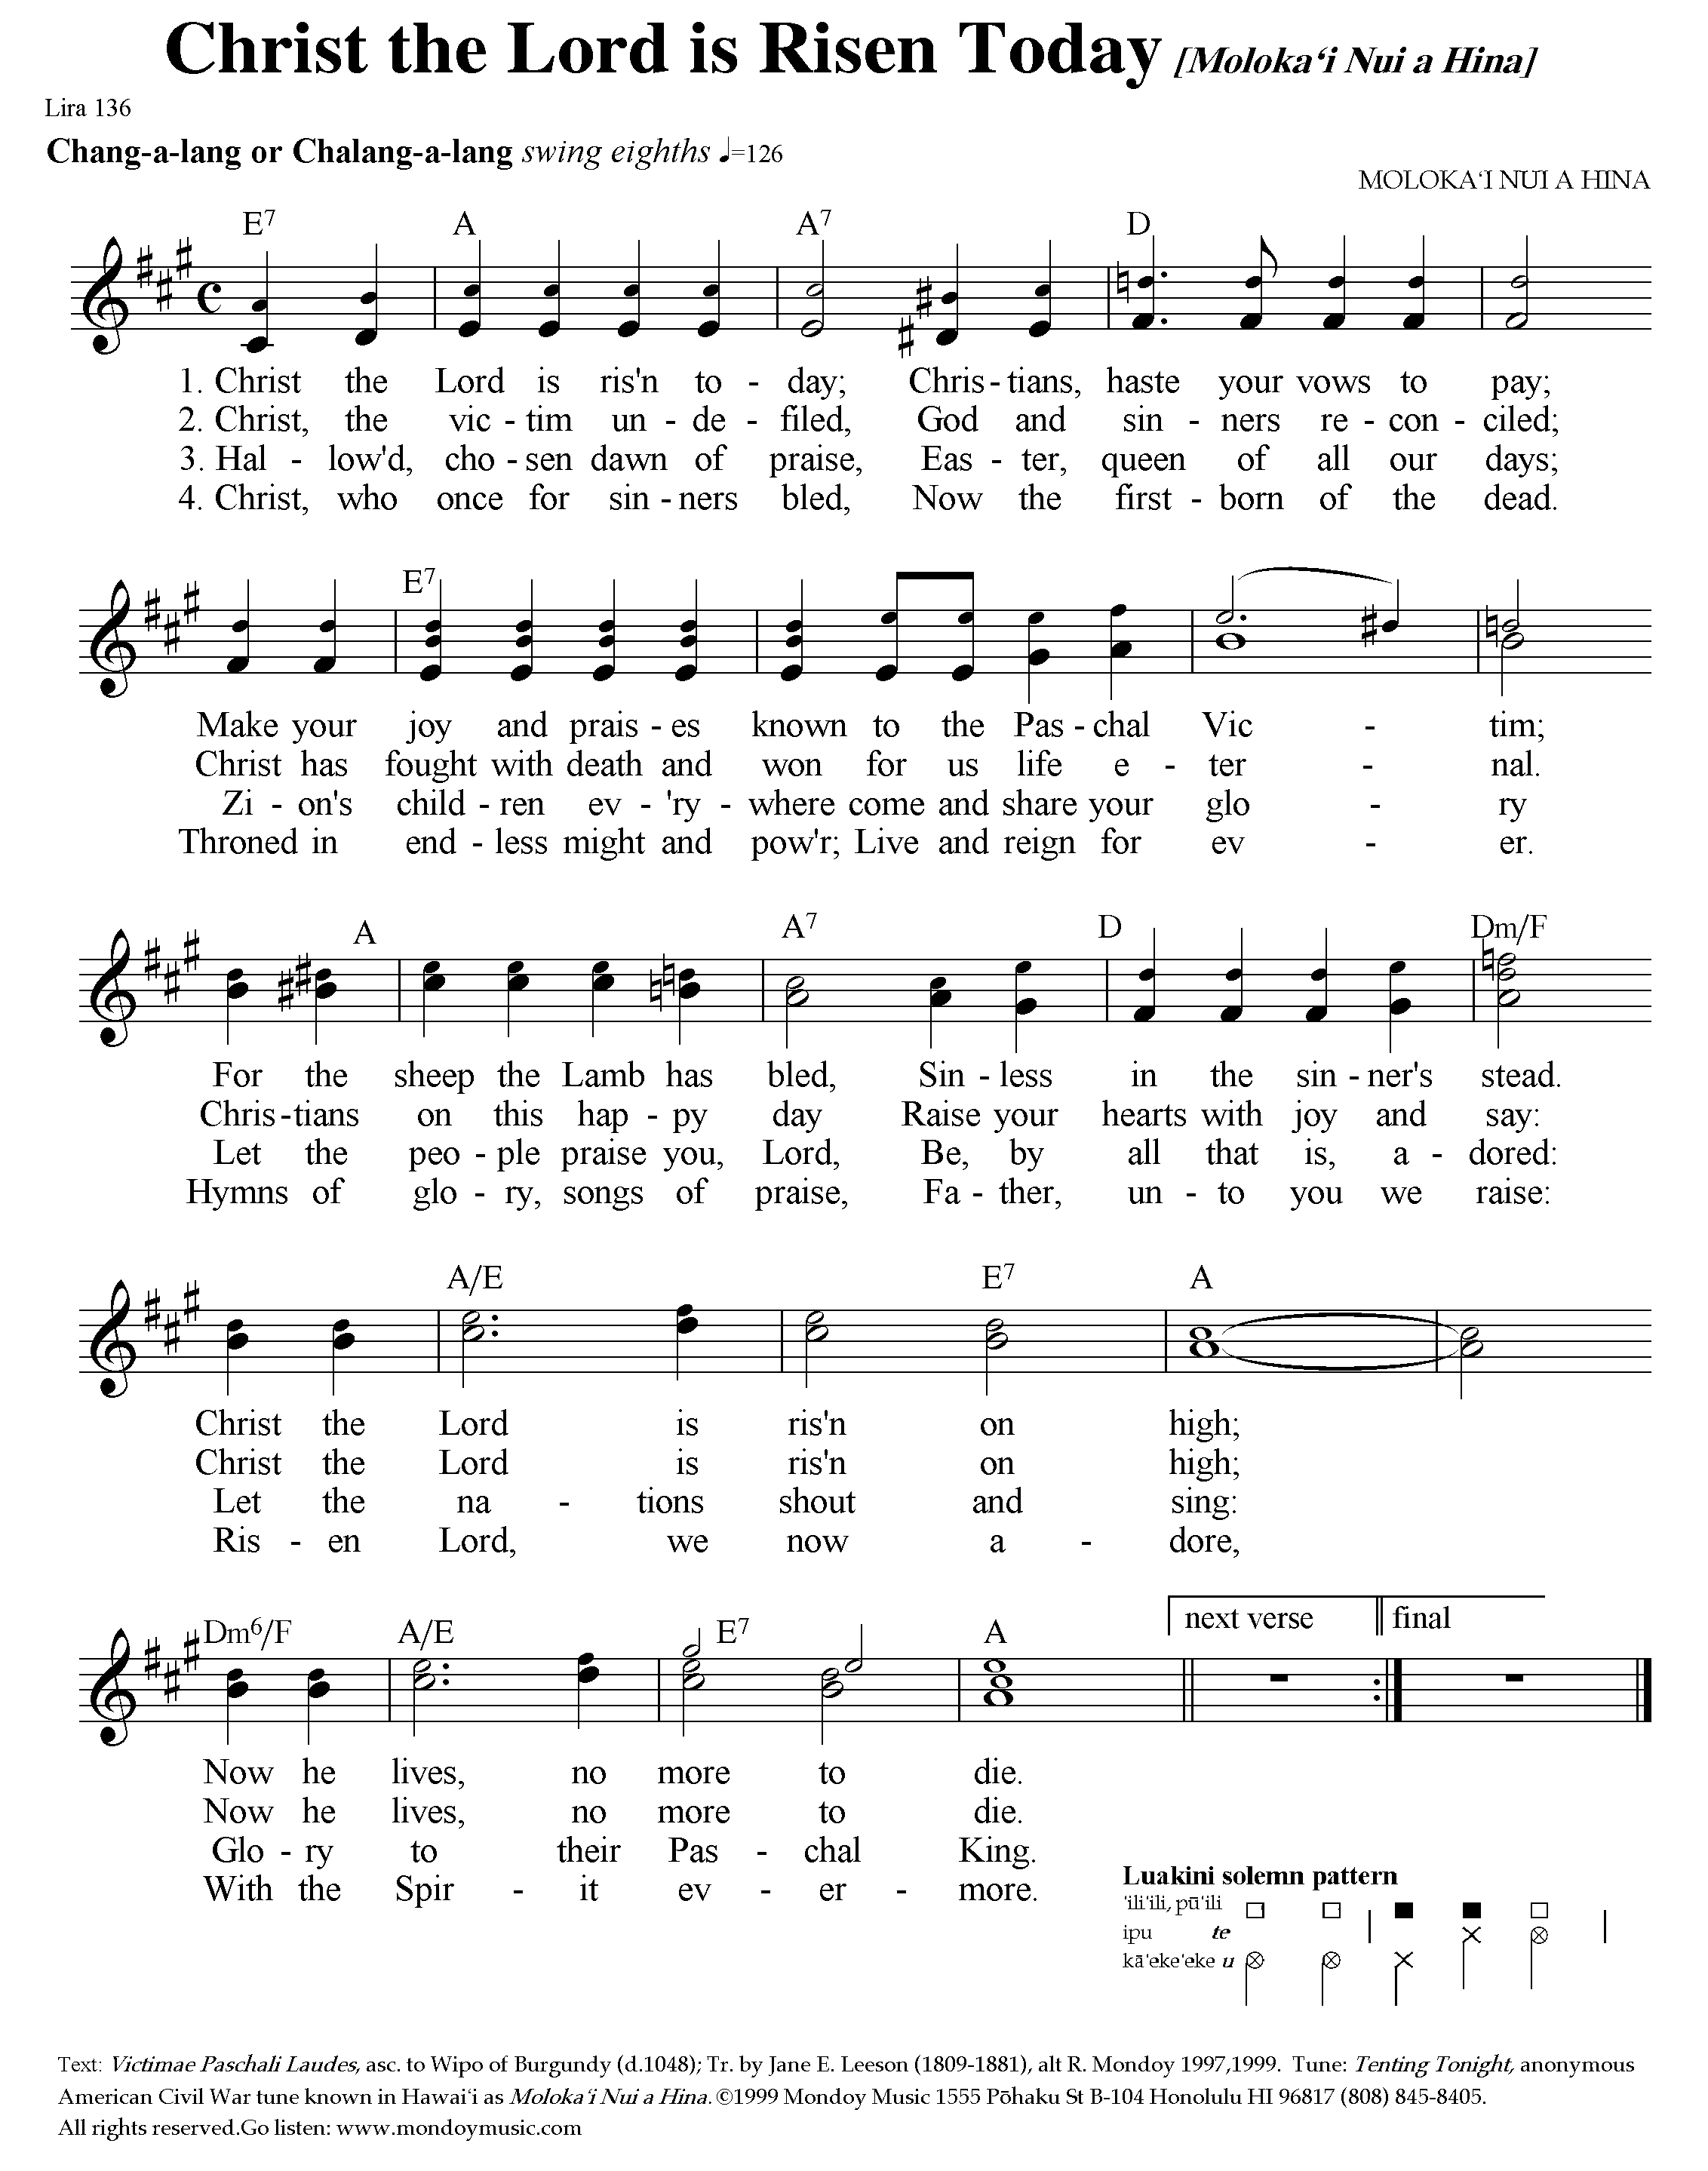 Christ the Lord is Risen Today [Molokaʻi Nui a Hina]
Lira 136
Chang-a-lang or Chalang-a-lang swing eighths ♩=126
MOLOKAʻI NUI A HINA
E7 A A7 D
1. Christ the Lord is ris'n to - day; Chris - tians, haste your vows to pay;
2. Christ, the vic - tim un - de - filed, God and sin - ners re - con - ciled;
3. Hal - low'd, cho - sen dawn of praise, Eas - ter, queen of all our days;
4. Christ, who once for sin - ners bled, Now the first - born of the dead.
E7
Make your joy and prais - es known to the Pas - chal Vic - tim;
Christ has fought with death and won for us life e - ter - nal.
Zi - on's child - ren ev - 'ry - where come and share your glo - ry
Throned in end - less might and pow'r; Live and reign for ev - er.
A A7 D Dm/F
For the sheep the Lamb has bled, Sin - less in the sin - ner's stead.
Chris - tians on this hap - py day Raise your hearts with joy and say:
Let the peo - ple praise you, Lord, Be, by all that is, a - dored:
Hymns of glo - ry, songs of praise, Fa - ther, un - to you we raise:
A/E E7 A
Christ the Lord is ris'n on high;
Christ the Lord is ris'n on high;
Let the na - tions shout and sing:
Ris - en Lord, we now a - dore,
next verse final
Dm6/F A/E E7 A
Now he lives, no more to die.
Now he lives, no more to die.
Glo - ry to their Pas - chal King.
With the Spir - it ev - er - more.
Luakini solemn pattern
ʻiliʻili, pūʻili
ipu te
kāʻekeʻeke u
Text: Victimae Paschali Laudes, asc. to Wipo of Burgundy (d.1048); Tr. by Jane E. Leeson (1809-1881), alt R. Mondoy 1997,1999. Tune: Tenting Tonight, anonymous
American Civil War tune known in Hawaiʻi as Molokaʻi Nui a Hina. ©1999 Mondoy Music 1555 Pōhaku St B-104 Honolulu HI 96817 (808) 845-8405.
All rights reserved.Go listen: www.mondoymusic.com